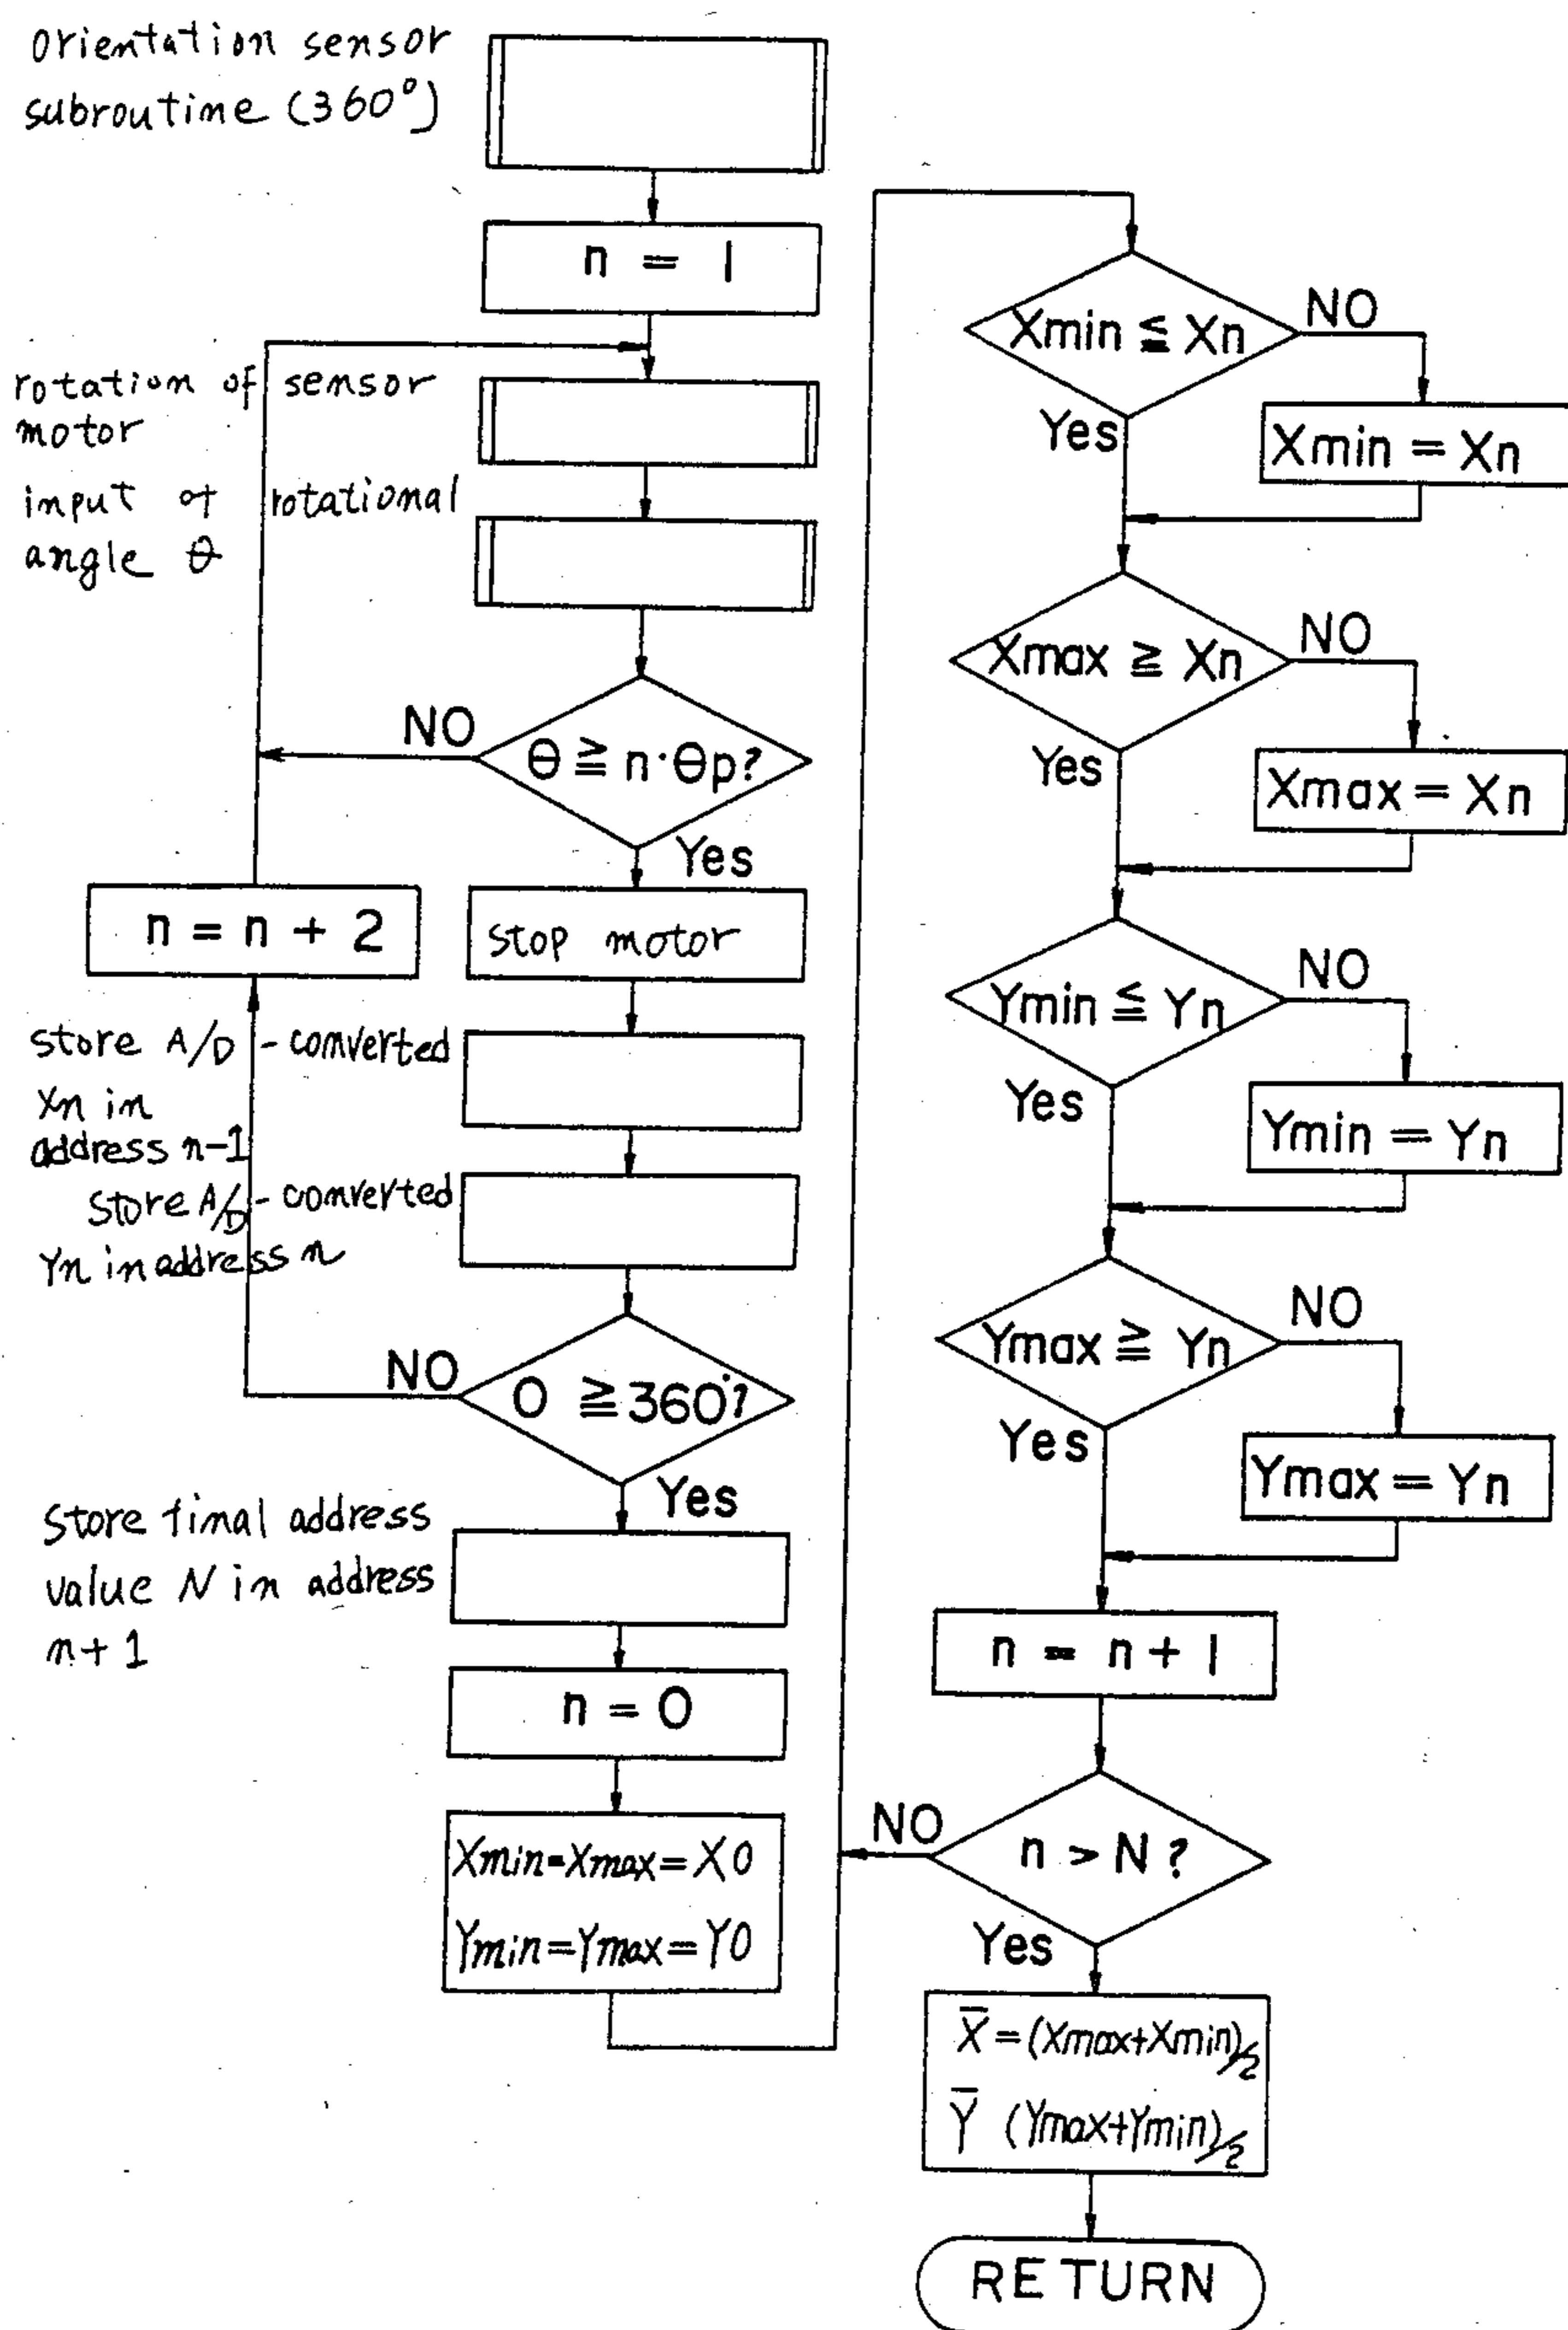 orientation sensor
subroutine (360°)
n = 1
rotation of sensor
motor
input of rotational
angle θ
θ ≧ n·θp?
NO
Yes
n = n + 2
stop motor
store A/D-converted
Xn in
address n-1
store A/D-converted
Yn in address n
O ≧ 360°?
NO
Yes
Store final address
value N in address
n+1
n = 0
Xmin=Xmax=X0
Ymin=Ymax=Y0
Xmin ≦ Xn
NO
Yes
Xmin = Xn
Xmax ≧ Xn
NO
Yes
Xmax = Xn
Ymin ≦ Yn
NO
Yes
Ymin = Yn
Ymax ≧ Yn
NO
Yes
Ymax = Yn
n = n + 1
n > N ?
NO
Yes
X̅ = (Xmax+Xmin)/2
Y̅ (Ymax+Ymin)/2
RETURN